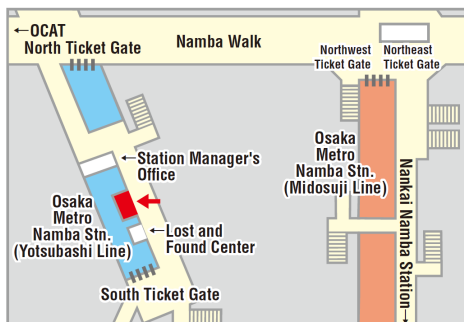 ←OCAT
North Ticket Gate
Namba Walk
Northwest
Ticket Gate
Northeast
Ticket Gate
←Station Manager's
Office
Osaka
Metro
Namba Stn.
(Midosuji Line)
Nankai Namba Station→
Osaka
Metro
Namba Stn.
(Yotsubashi Line)
←Lost and
Found Center
South Ticket Gate